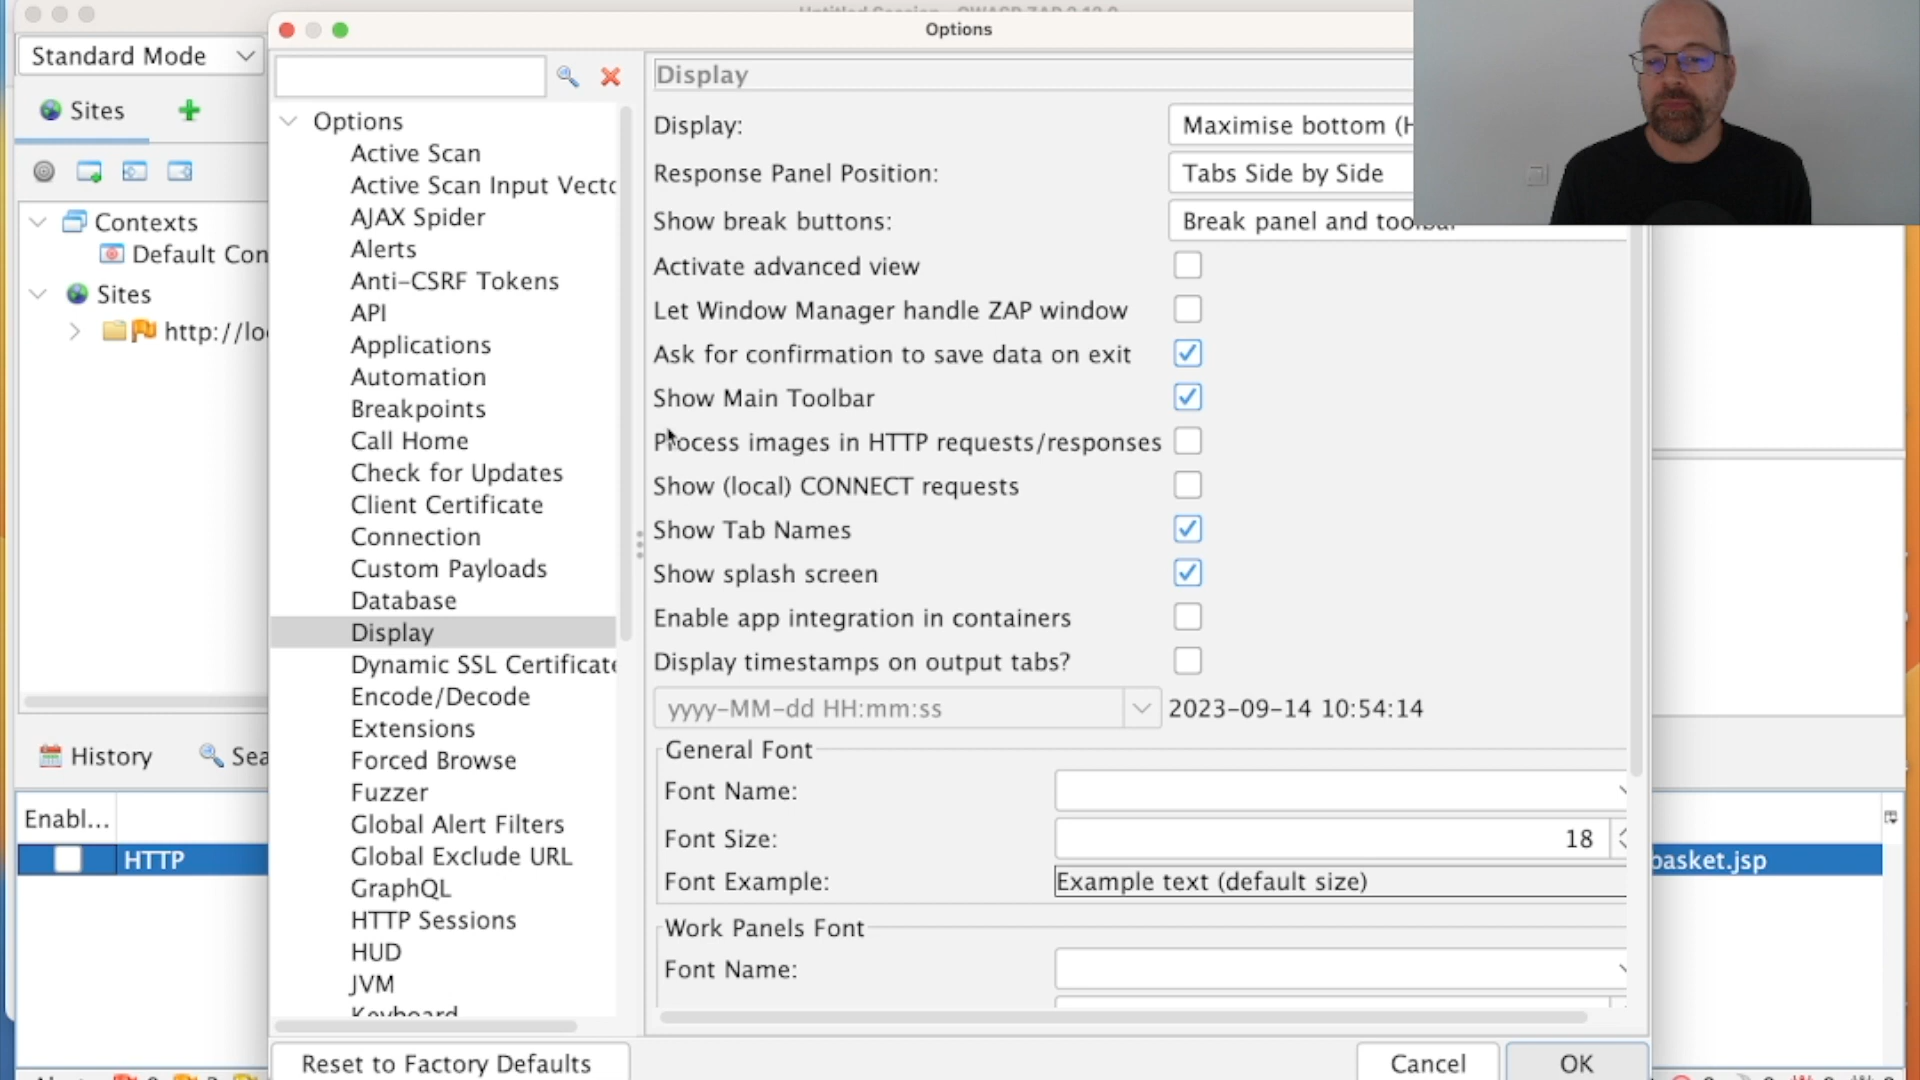 Options
Standard Mode
Sites
Contexts
Default Con
Sites
http://lo
History
Sea
Enabl...
HTTP
Options
Active Scan
Active Scan Input Vecto
AJAX Spider
Alerts
Anti-CSRF Tokens
API
Applications
Automation
Breakpoints
Call Home
Check for Updates
Client Certificate
Connection
Custom Payloads
Database
Display
Dynamic SSL Certificate
Encode/Decode
Extensions
Forced Browse
Fuzzer
Global Alert Filters
Global Exclude URL
GraphQL
HTTP Sessions
HUD
JVM
Keyboard
Reset to Factory Defaults
Display
Display: Maximise bottom (H
Response Panel Position: Tabs Side by Side
Show break buttons: Break panel and toolbar
Activate advanced view
Let Window Manager handle ZAP window
Ask for confirmation to save data on exit
Show Main Toolbar
Process images in HTTP requests/responses
Show (local) CONNECT requests
Show Tab Names
Show splash screen
Enable app integration in containers
Display timestamps on output tabs?
yyyy-MM-dd HH:mm:ss 2023-09-14 10:54:14
General Font
Font Name:
Font Size: 18
Font Example: Example text (default size)
Work Panels Font
Font Name:
Cancel OK
basket.jsp